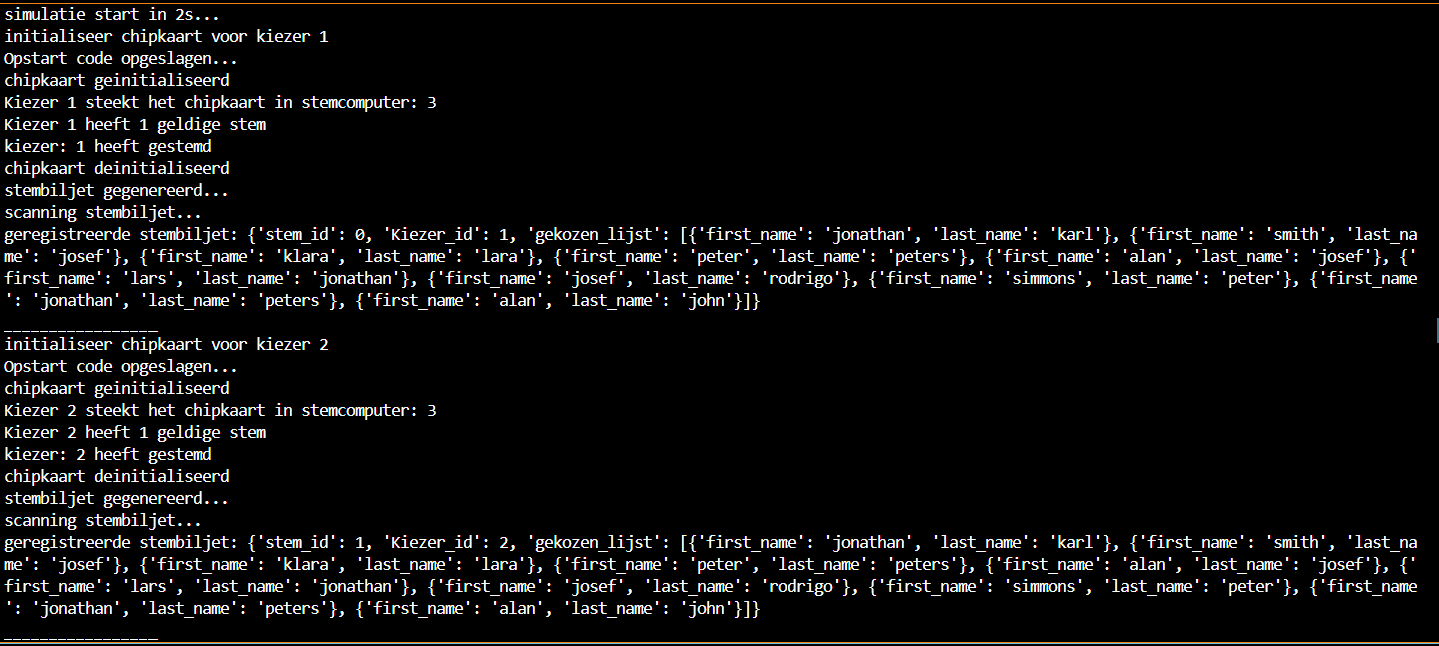 simulatie start in 2s...
initialiseer chipkaart voor kiezer 1
Opstart code opgeslagen...
chipkaart geinitialiseerd
Kiezer 1 steekt het chipkaart in stemcomputer: 3
Kiezer 1 heeft 1 geldige stem
kiezer: 1 heeft gestemd
chipkaart deinitialiseerd
stembiljet gegenereerd...
scanning stembiljet...
geregistreerde stembiljet: {'stem_id': 0, 'Kiezer_id': 1, 'gekozen_lijst': [{'first_name': 'jonathan', 'last_name': 'karl'}, {'first_name': 'smith', 'last_na
me': 'josef'}, {'first_name': 'klara', 'last_name': 'lara'}, {'first_name': 'peter', 'last_name': 'peters'}, {'first_name': 'alan', 'last_name': 'josef'}, {'
first_name': 'lars', 'last_name': 'jonathan'}, {'first_name': 'josef', 'last_name': 'rodrigo'}, {'first_name': 'simmons', 'last_name': 'peter'}, {'first_name
': 'jonathan', 'last_name': 'peters'}, {'first_name': 'alan', 'last_name': 'john'}]}
_________________
initialiseer chipkaart voor kiezer 2
Opstart code opgeslagen...
chipkaart geinitialiseerd
Kiezer 2 steekt het chipkaart in stemcomputer: 3
Kiezer 2 heeft 1 geldige stem
kiezer: 2 heeft gestemd
chipkaart deinitialiseerd
stembiljet gegenereerd...
scanning stembiljet...
geregistreerde stembiljet: {'stem_id': 1, 'Kiezer_id': 2, 'gekozen_lijst': [{'first_name': 'jonathan', 'last_name': 'karl'}, {'first_name': 'smith', 'last_na
me': 'josef'}, {'first_name': 'klara', 'last_name': 'lara'}, {'first_name': 'peter', 'last_name': 'peters'}, {'first_name': 'alan', 'last_name': 'josef'}, {'
first_name': 'lars', 'last_name': 'jonathan'}, {'first_name': 'josef', 'last_name': 'rodrigo'}, {'first_name': 'simmons', 'last_name': 'peter'}, {'first_name
': 'jonathan', 'last_name': 'peters'}, {'first_name': 'alan', 'last_name': 'john'}]}
_________________